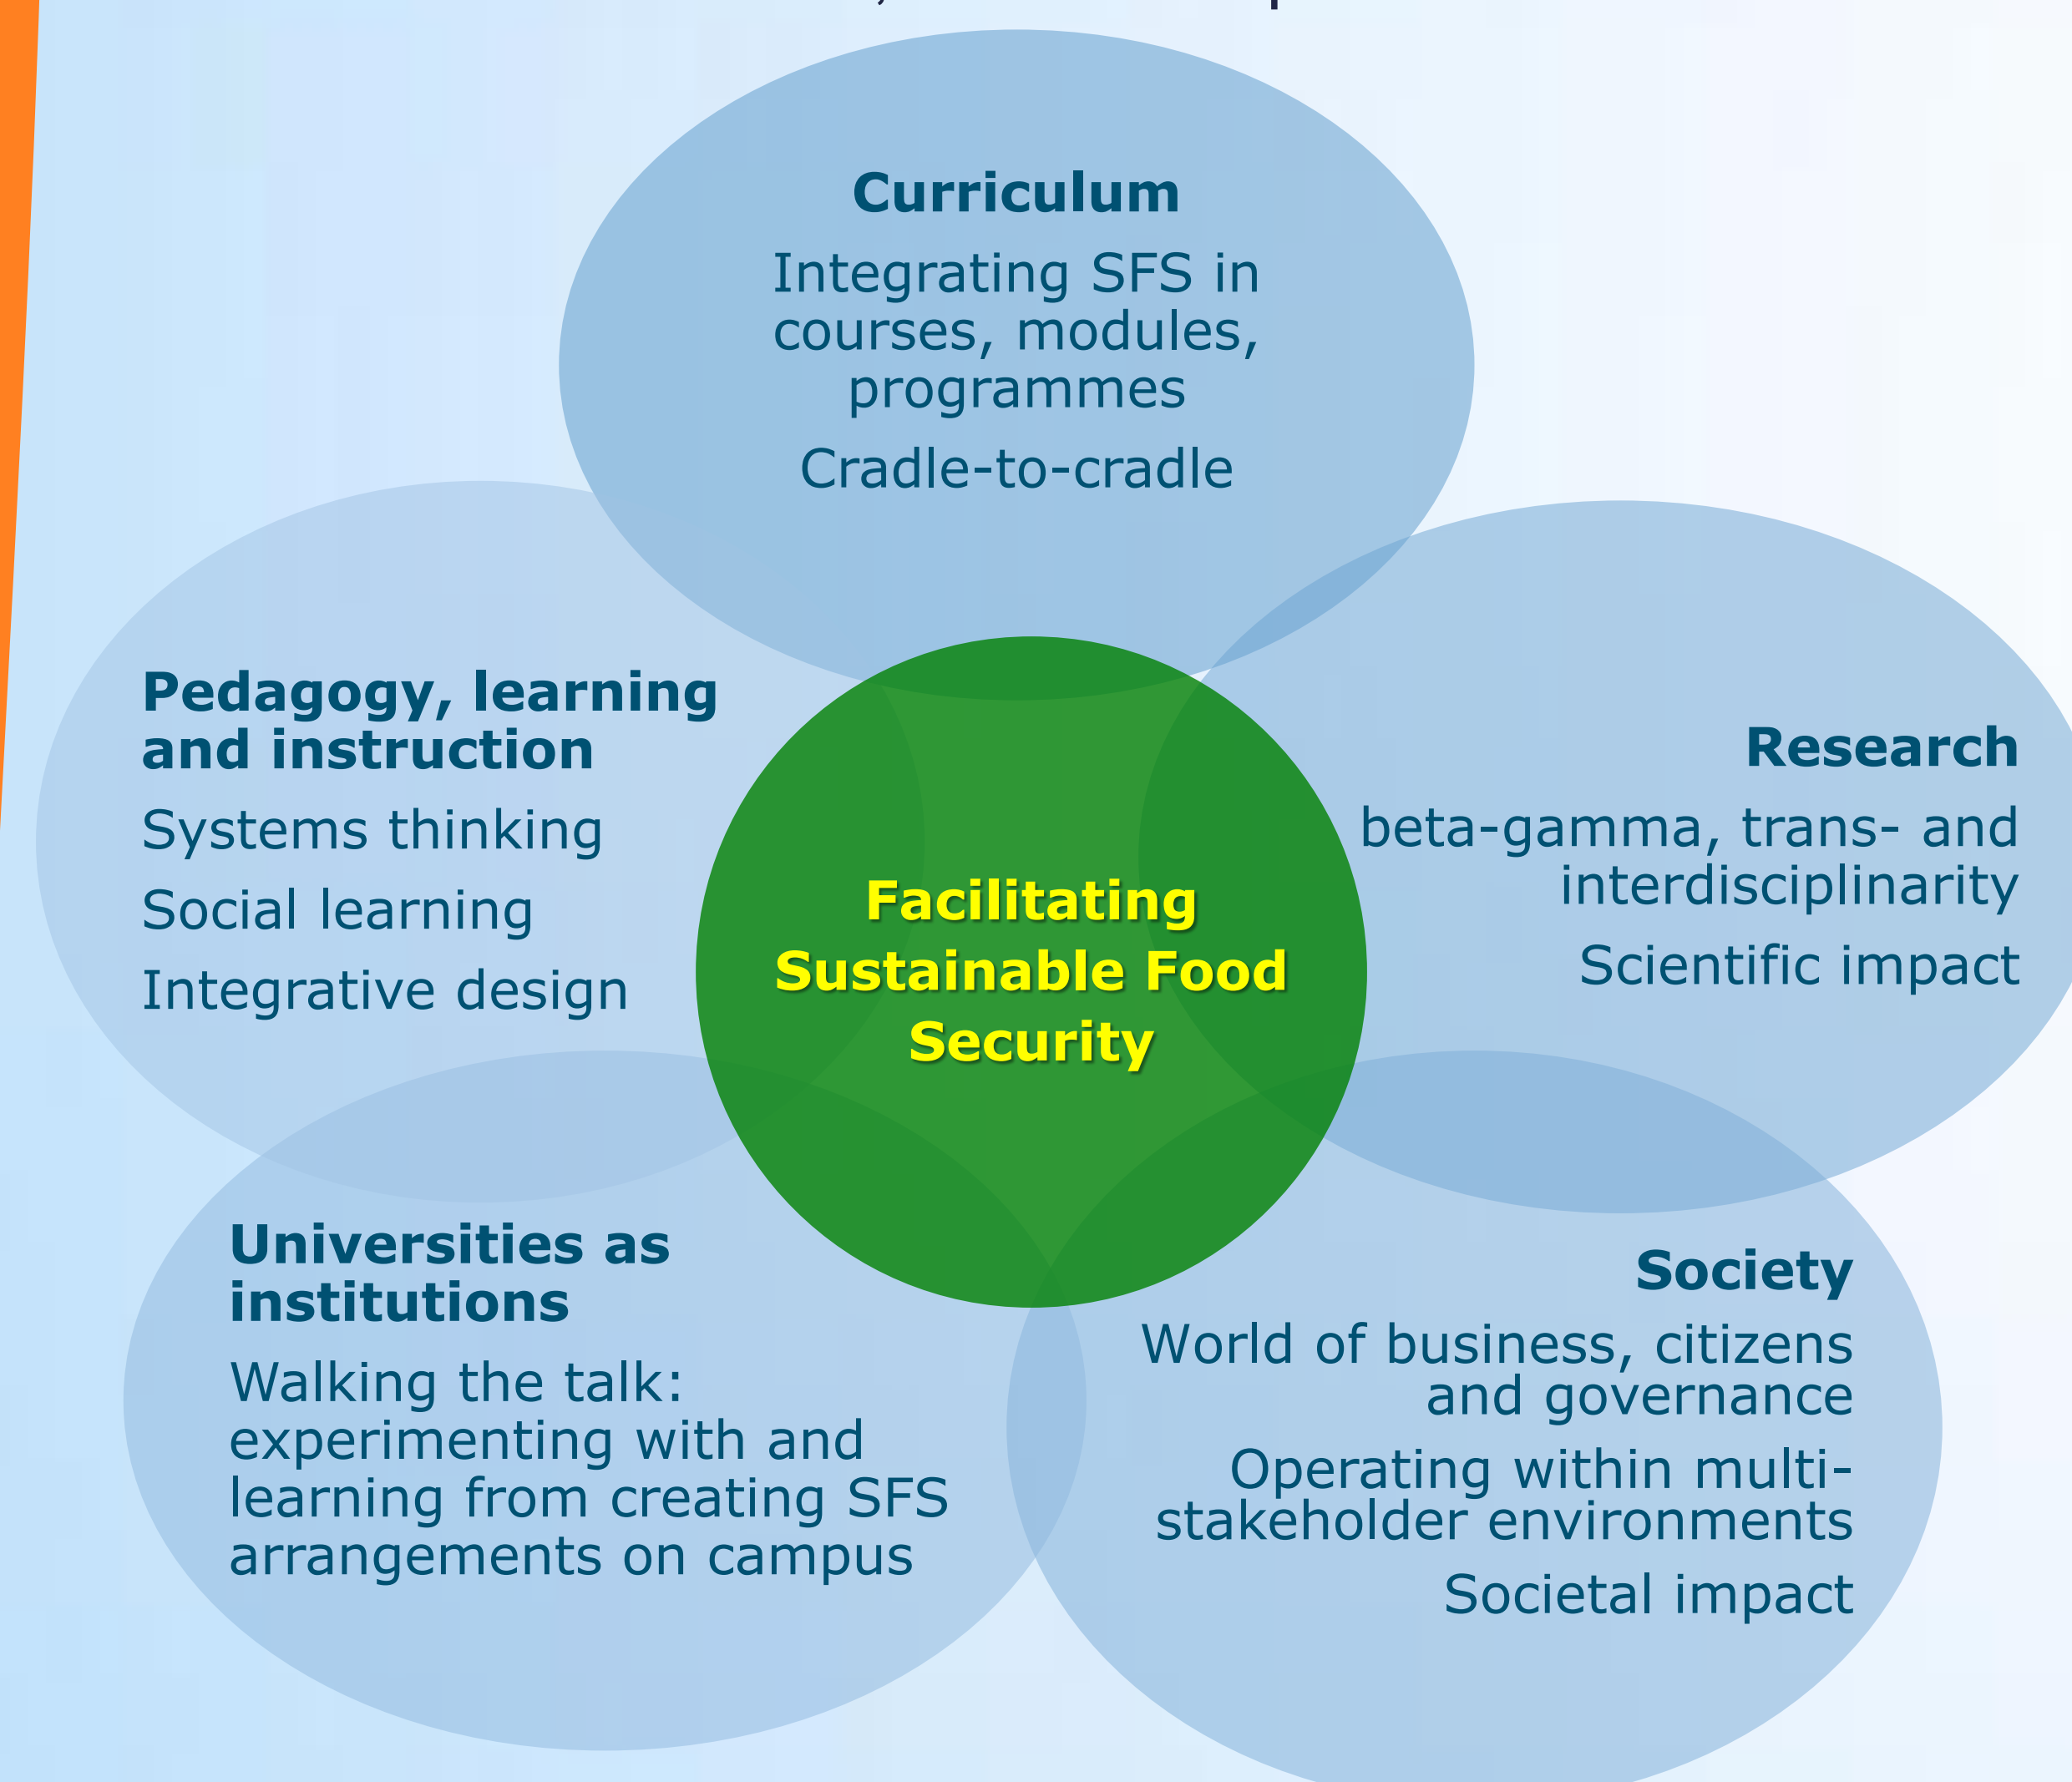 Curriculum
Integrating SFS in
courses, modules,
programmes
Cradle-to-cradle
Pedagogy, learning
and instruction
Systems thinking
Social learning
Integrative design
Research
beta-gamma, trans- and
interdisciplinarity
Scientific impact
Facilitating
Sustainable Food
Security
Universities as
institutions
Walking the talk:
experimenting with and
learning from creating SFS
arrangements on campus
Society
World of business, citizens
and governance
Operating within multi-
stakeholder environments
Societal impact